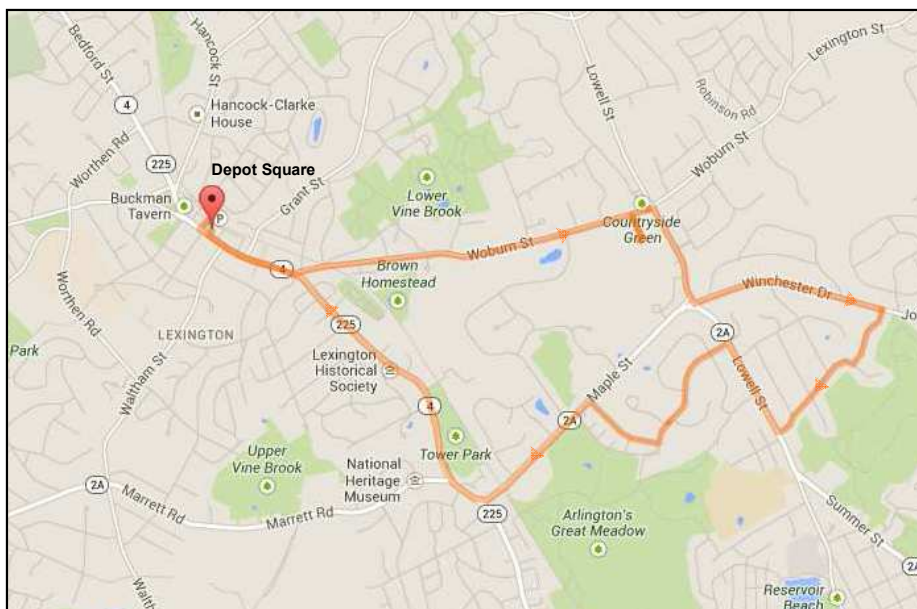 Bedford St
Hancock St
4
Hancock-Clarke
House
Worthen Rd
225
Depot Square
Buckman
Tavern
P
Grant St
Lower
Vine Brook
Lowell St
Robinson Rd
Lexington St
Woburn St
Countryside
Green
Woburn St
4
Brown
Homestead
Winchester Dr
Jo
Worthen Rd
LEXINGTON
225
2A
Park
Waltham St
Lexington
Historical
Society
Maple St
Lowell St
4
2A
Tower Park
Upper
Vine Brook
National
Heritage
Museum
2A
Marrett Rd
Marrett Rd
225
Arlington's
Great Meadow
Summer St
2A
Walth
Reservoir
Beach